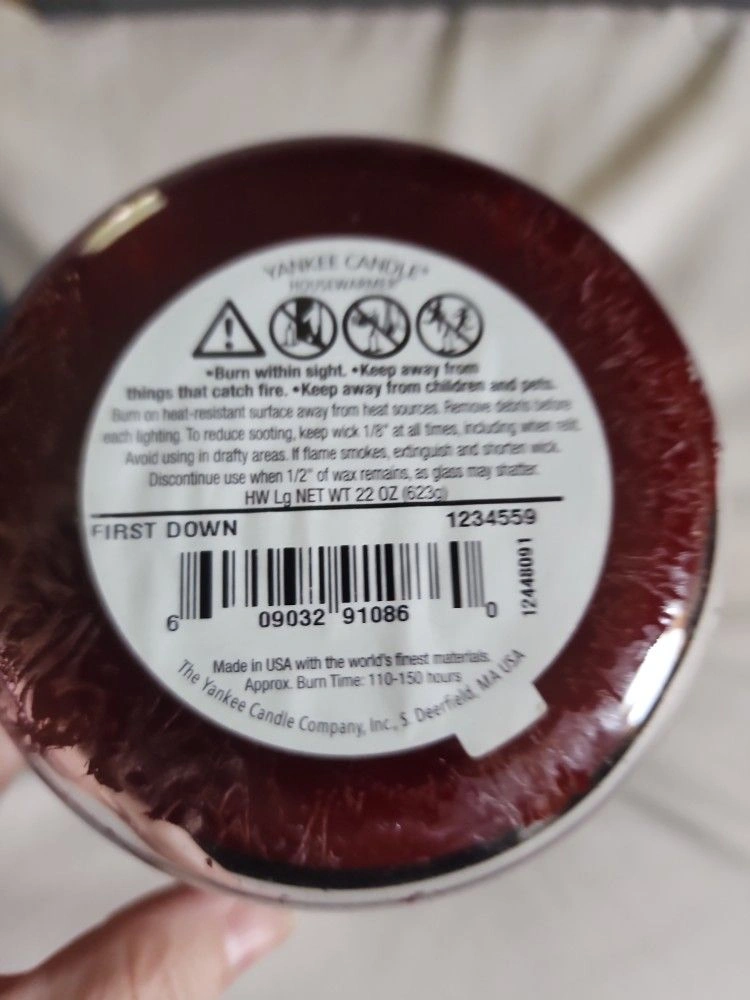 YANKEE CANDLE®
HOUSEWARMER®
•Burn within sight. •Keep away from
things that catch fire. •Keep away from children and pets.
Burn on heat-resistant surface away from heat sources. Remove debris before
each lighting. To reduce sooting, keep wick 1/8" at all times, including when relit.
Avoid using in drafty areas. If flame smokes, extinguish and shorten wick.
Discontinue use when 1/2" of wax remains, as glass may shatter.
HW Lg NET WT 22 OZ (623g)
FIRST DOWN 1234559
12448091
6 09032 91086 0
Made in USA with the world's finest materials.
Approx. Burn Time: 110-150 hours
The Yankee Candle Company, Inc., S. Deerfield, MA USA